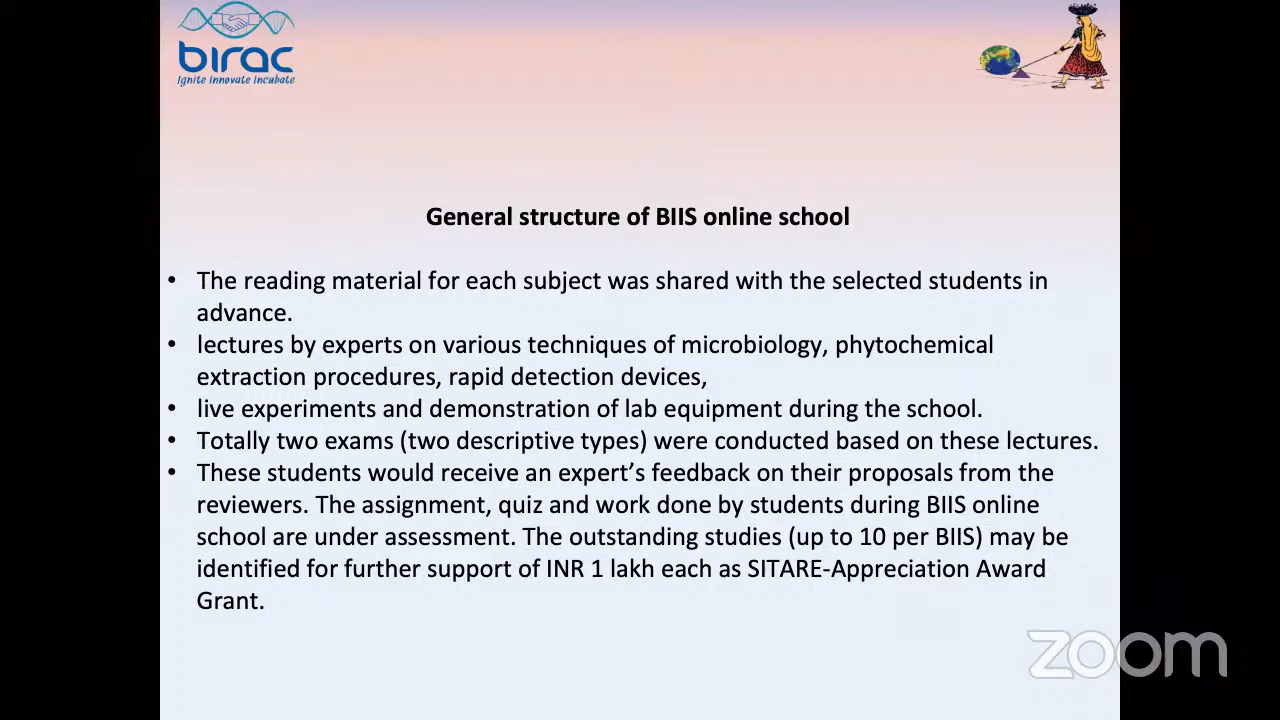 birac
Ignite Innovate Incubate
General structure of BIIS online school
• The reading material for each subject was shared with the selected students in
advance.
• lectures by experts on various techniques of microbiology, phytochemical
extraction procedures, rapid detection devices,
• live experiments and demonstration of lab equipment during the school.
• Totally two exams (two descriptive types) were conducted based on these lectures.
• These students would receive an expert’s feedback on their proposals from the
reviewers. The assignment, quiz and work done by students during BIIS online
school are under assessment. The outstanding studies (up to 10 per BIIS) may be
identified for further support of INR 1 lakh each as SITARE-Appreciation Award
Grant.
zoom